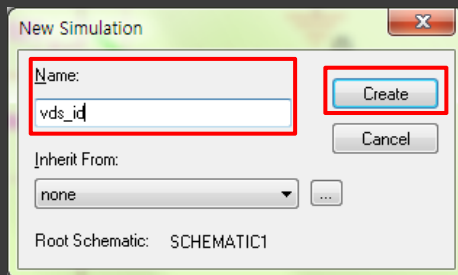 New Simulation
Name:
vds_id
Create
Cancel
Inherit From:
none
...
Root Schematic: SCHEMATIC1